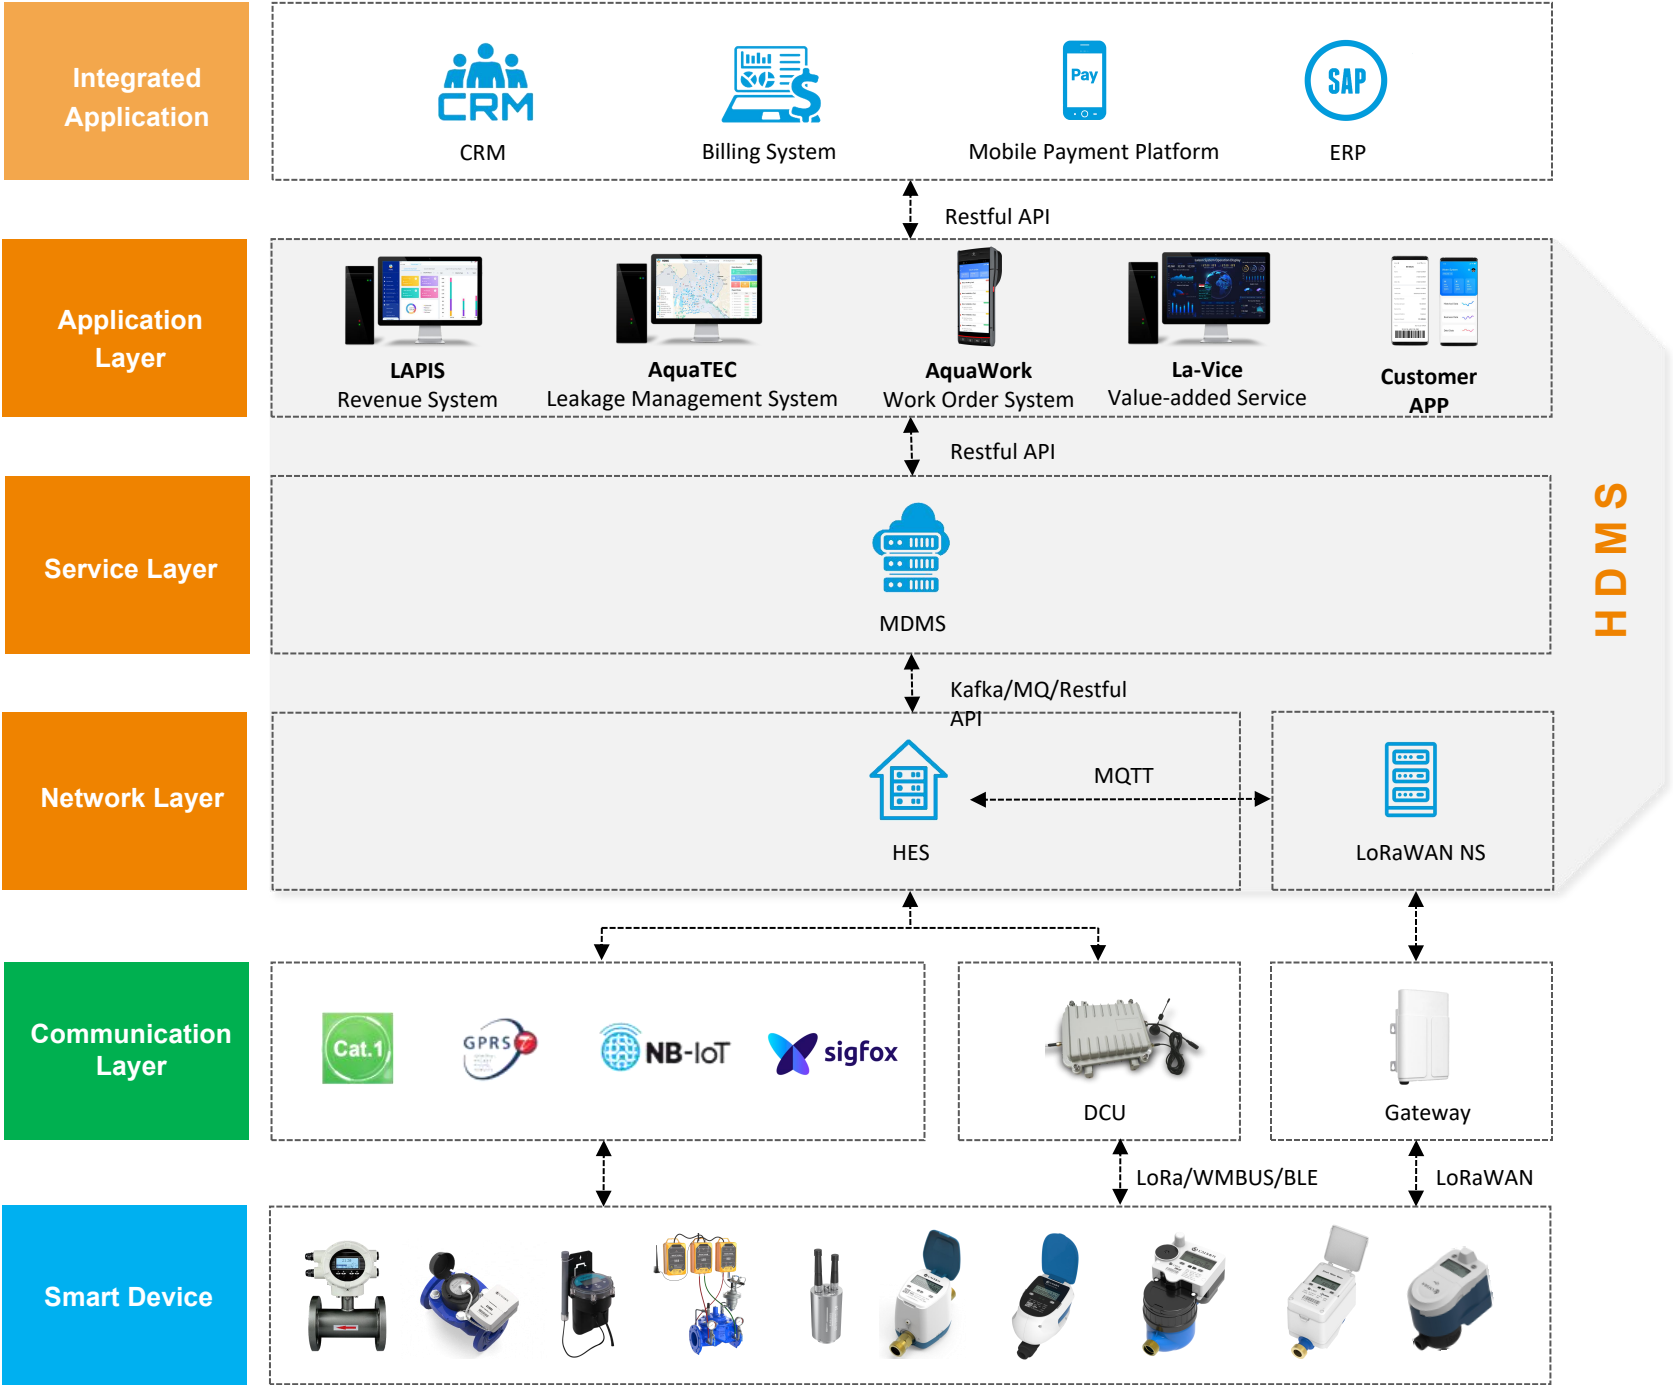 Integrated
Application
CRM
CRM
Billing System
Pay
Mobile Payment Platform
SAP
ERP
Restful API
Application
Layer
LAPIS
Revenue System
AquaTEC
Leakage Management System
AquaWork
Work Order System
La-Vice
Value-added Service
Customer
APP
Restful API
Service Layer
MDMS
HDMS
Kafka/MQ/Restful
API
Network Layer
HES
MQTT
LoRaWAN NS
Communication
Layer
Cat.1
GPRS
NB-IoT
sigfox
DCU
Gateway
LoRa/WMBUS/BLE
LoRaWAN
Smart Device